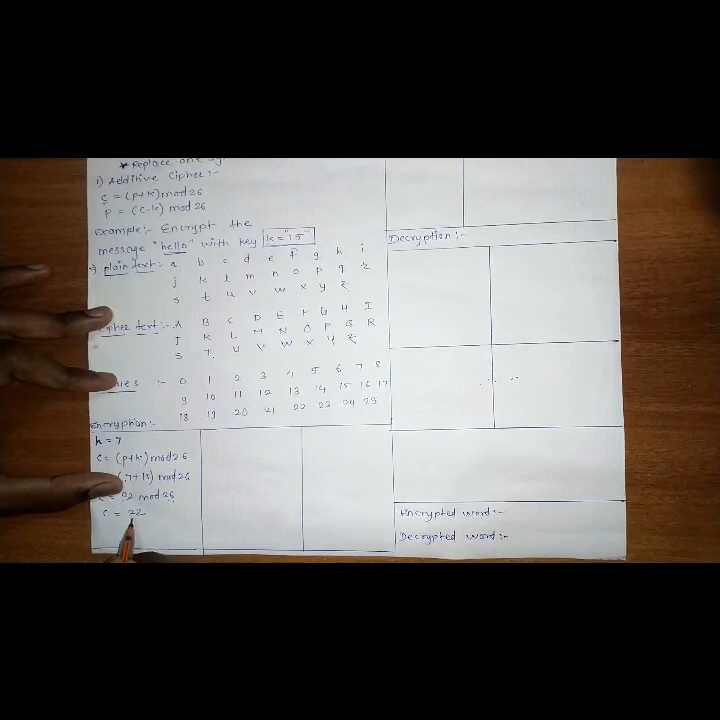 * Replace one
1) Additive Cipher :-
C = (P+k) mod 26
P = (C-k) mod 26
Example:- Encrypt the
message "hello" with key k="15"
plain text: a b c d e f g h i
j k l m n o p q r
s t u v w x y z
Cipher text :- A B C D E F G H I
J K L M N O P Q R
S T U V W X Y Z
:- 0 1 2 3 4 5 6 7 8
9 10 11 12 13 14 15 16 17
18 19 20 21 22 23 24 25
Encryption:-
h = 7
C = (P+k) mod 26
(7+15) mod 26
C = 22 mod 26
C = 22
Decryption:-
Encrypted word:-
Decrypted word:-